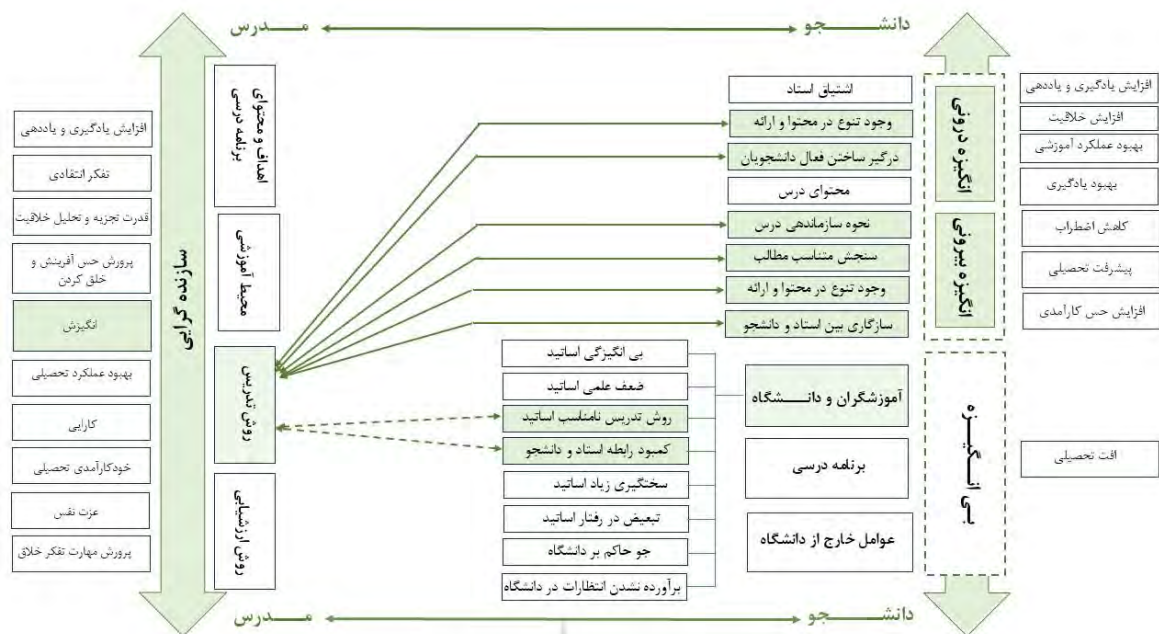 دانشــــــجو
مــــدرس
افزایش یادگیری و یاددهی
افزایش خلاقیت
بهبود عملکرد آموزشی
بهبود یادگیری
کاهش اضطراب
پیشرفت تحصیلی
افزایش حس کارآمدی
افت تحصیلی
انگیزه درونی
انگیزه بیرونی
بــی انــگــیــزه
اشتیاق استاد
وجود تنوع در محتوا و ارائه
درگیر ساختن فعال دانشجویان
محتوای درس
نحوه سازماندهی درس
سنجش متناسب مطالب
وجود تنوع در محتوا و ارائه
سازگاری بین استاد و دانشجو
آموزشگران و دانــــشگاه
برنامه درسی
عوامل خارج از دانشگاه
بی انگیزگی اساتید
ضعف علمی اساتید
روش تدریس نامناسب اساتید
کمبود رابطه استاد و دانشجو
سختگیری زیاد اساتید
تبعیض در رفتار اساتید
جو حاکم بر دانشگاه
برآورده نشدن انتظارات در دانشگاه
اهداف و محتوای
برنامه درسی
محیط آموزشی
روش تدریس
روش ارزشیابی
سازنده گرایی
افزایش یادگیری و یاددهی
تفکر انتقادی
قدرت تجزیه و تحلیل خلاقیت
پرورش حس آفرینش و
خلق کردن
انگیزش
بهبود عملکرد تحصیلی
کارایی
خودکارآمدی تحصیلی
عزت نفس
پرورش مهارت تفکر خلاق
دانشــــــجو
مــــدرس